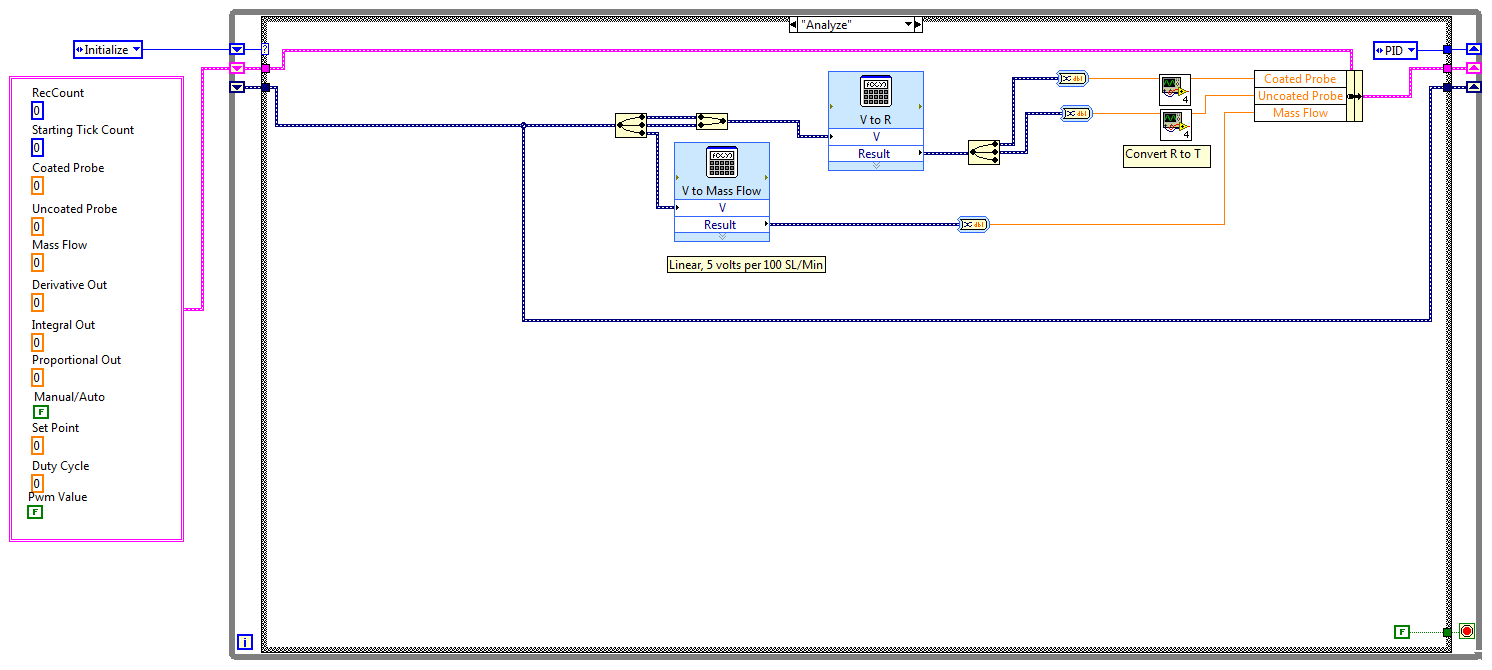 "Analyze"
Initialize
?
PID
RecCount
0
Starting Tick Count
0
Coated Probe
0
Uncoated Probe
0
Mass Flow
0
Derivative Out
0
Integral Out
0
Proportional Out
0
Manual/Auto
F
Set Point
0
Duty Cycle
0
Pwm Value
F
V to R
V
Result
V to Mass Flow
V
Result
Linear, 5 volts per 100 SL/Min
dbl
dbl
dbl
4
4
Convert R to T
Coated Probe
Uncoated Probe
Mass Flow
i
F